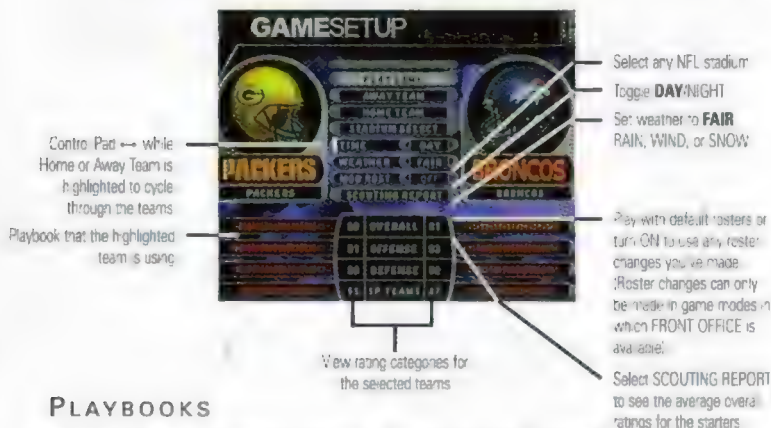 GAMESETUP
PLAY GAME
AWAY TEAM
HOME TEAM
STADIUM SELECT
TIME DAY
WEATHER FAIR
SCOUTING REPORT
PACKERS
PACKERS
BRONCOS
BRONCOS
OVERALL
OFFENSE
DEFENSE
SP TEAMS
Control Pad ↔ while
Home or Away Team is
highlighted to cycle
through the teams
Playbook that the highlighted
team is using
View rating categories for
the selected teams
Select any NFL stadium
Toggle DAY/NIGHT
Set weather to FAIR
RAIN, WIND, or SNOW
Play with default rosters or
turn ON to use any roster
changes you've made
(Roster changes can only
be made in game modes in
which FRONT OFFICE is
available)
Select SCOUTING REPORT
to see the average overall
ratings for the starters
PLAYBOOKS